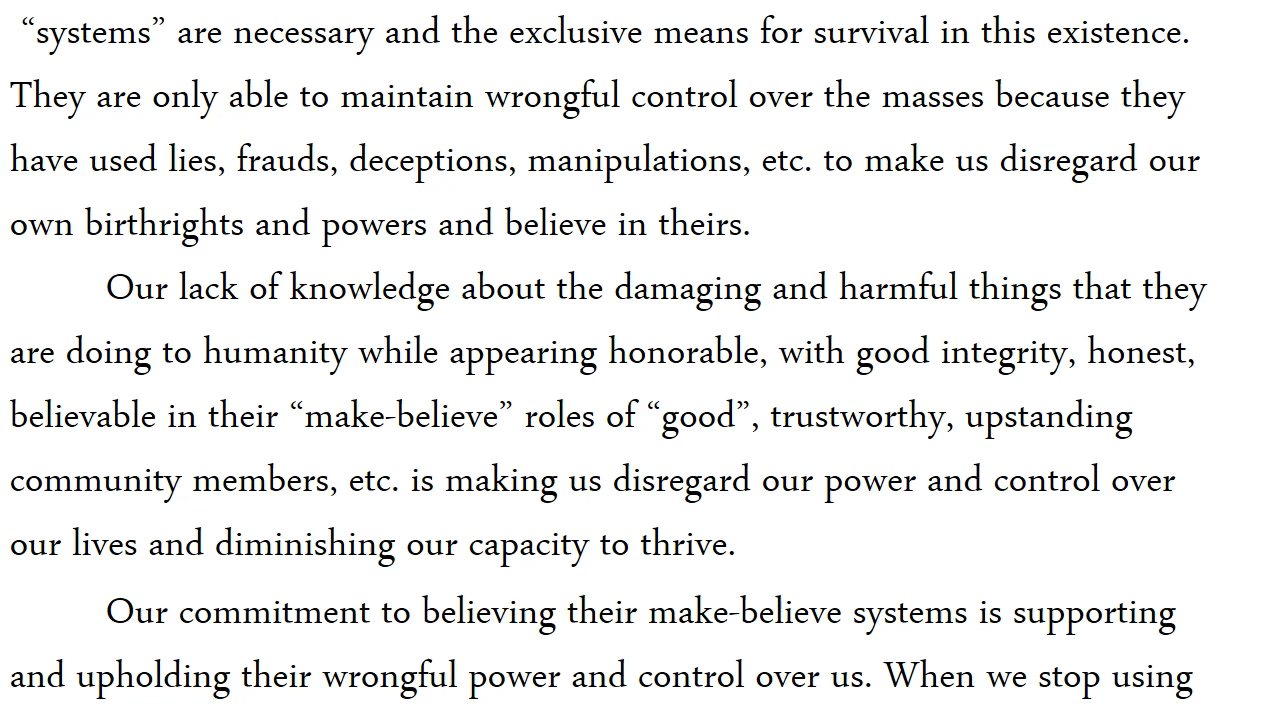 “systems” are necessary and the exclusive means for survival in this existence.
They are only able to maintain wrongful control over the masses because they
have used lies, frauds, deceptions, manipulations, etc. to make us disregard our
own birthrights and powers and believe in theirs.
Our lack of knowledge about the damaging and harmful things that they
are doing to humanity while appearing honorable, with good integrity, honest,
believable in their “make-believe” roles of “good”, trustworthy, upstanding
community members, etc. is making us disregard our power and control over
our lives and diminishing our capacity to thrive.
Our commitment to believing their make-believe systems is supporting
and upholding their wrongful power and control over us. When we stop using